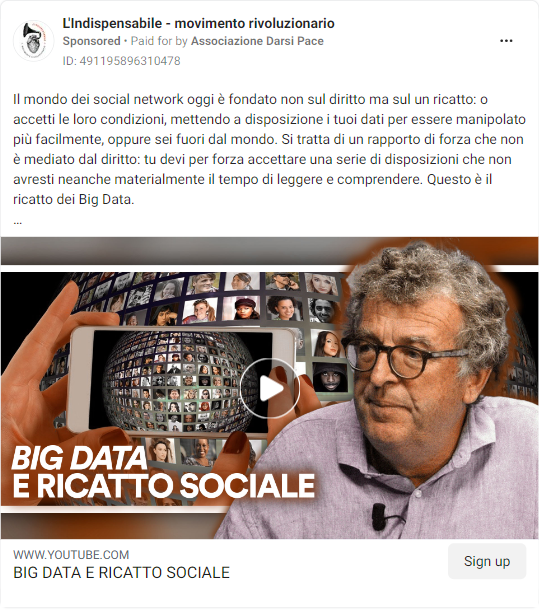 L'Indispensabile - movimento rivoluzionario
Sponsored • Paid for by Associazione Darsi Pace
ID: 491195896310478
Il mondo dei social network oggi è fondato non sul diritto ma sul un ricatto: o
accetti le loro condizioni, mettendo a disposizione i tuoi dati per essere manipolato
più facilmente, oppure sei fuori dal mondo. Si tratta di un rapporto di forza che non
è mediato dal diritto: tu devi per forza accettare una serie di disposizioni che non
avresti neanche materialmente il tempo di leggere e comprendere. Questo è il
ricatto dei Big Data.
...
BIG DATA
E RICATTO SOCIALE
WWW.YOUTUBE.COM
BIG DATA E RICATTO SOCIALE
Sign up